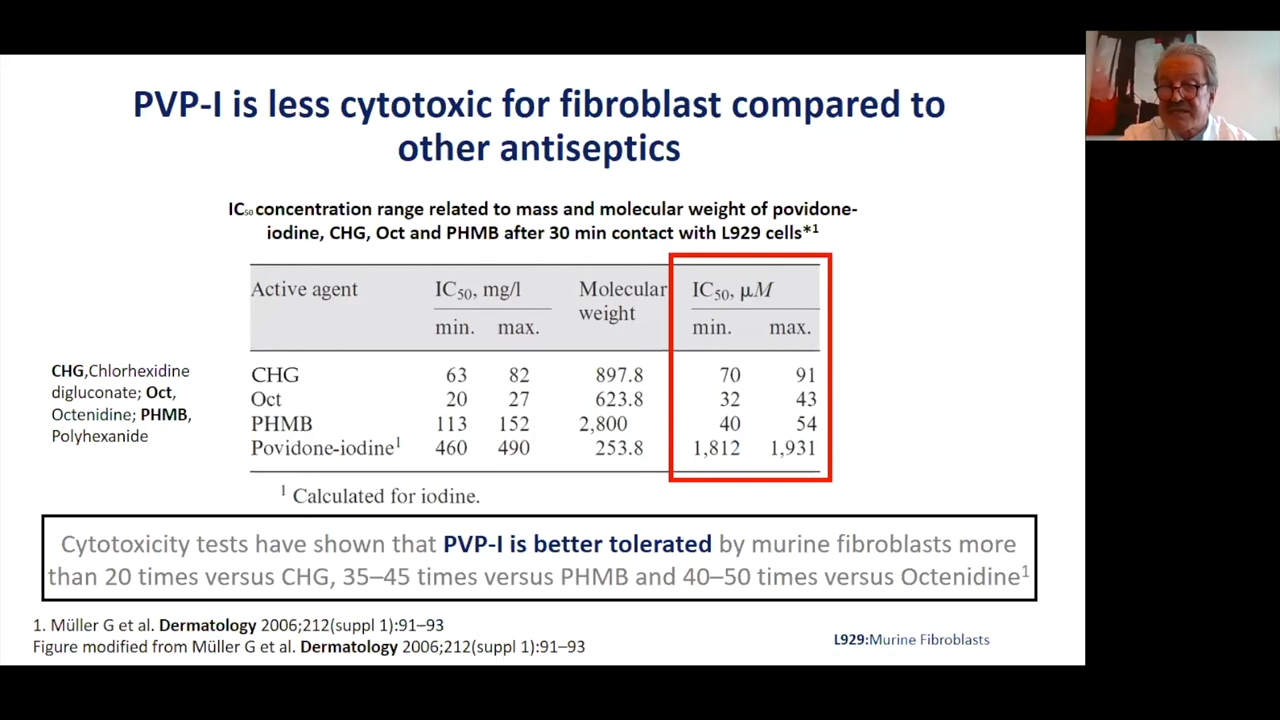 PVP-I is less cytotoxic for fibroblast compared to
other antiseptics
IC₅₀ concentration range related to mass and molecular weight of povidone-
iodine, CHG, Oct and PHMB after 30 min contact with L929 cells*¹
Active agent IC₅₀, mg/l Molecular weight IC₅₀, μM
min. max. min. max.
CHG 63 82 897.8 70 91
Oct 20 27 623.8 32 43
PHMB 113 152 2,800 40 54
Povidone-iodine¹ 460 490 253.8 1,812 1,931
¹ Calculated for iodine.
CHG,Chlorhexidine
digluconate; Oct,
Octenidine; PHMB,
Polyhexanide
Cytotoxicity tests have shown that PVP-I is better tolerated by murine fibroblasts more
than 20 times versus CHG, 35–45 times versus PHMB and 40–50 times versus Octenidine¹
1. Müller G et al. Dermatology 2006;212(suppl 1):91–93
Figure modified from Müller G et al. Dermatology 2006;212(suppl 1):91–93
L929:Murine Fibroblasts